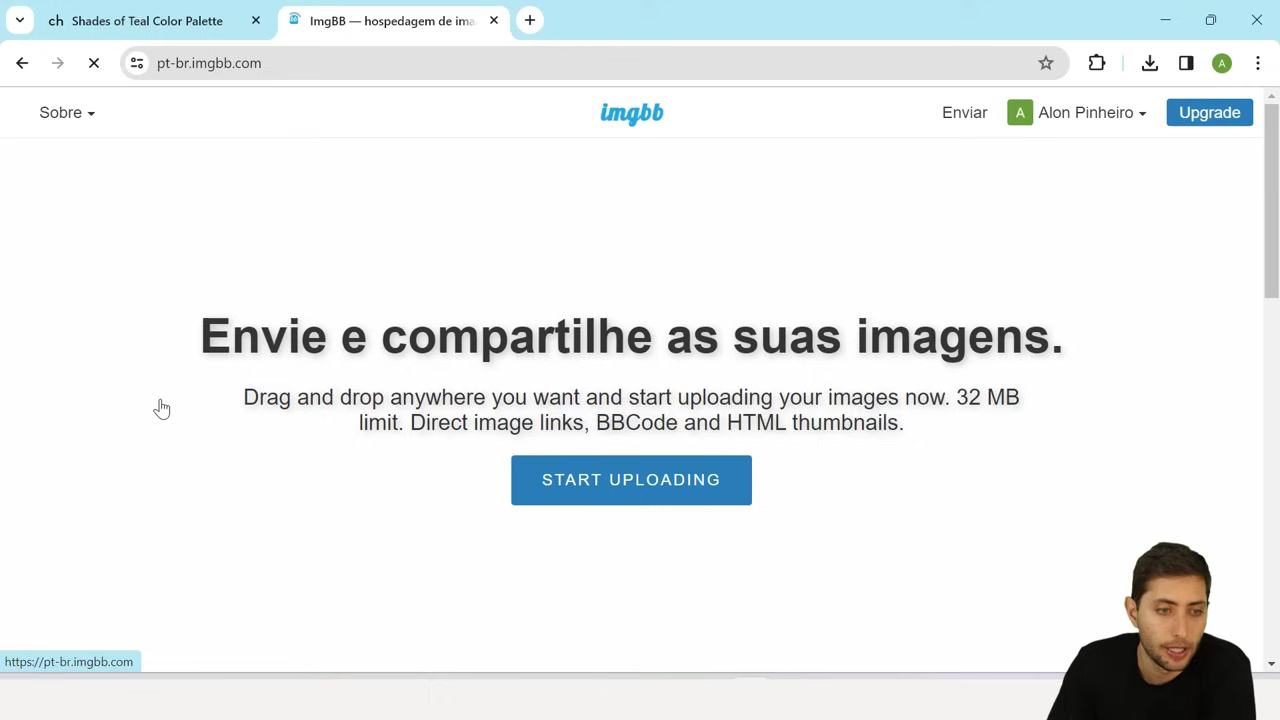 ch Shades of Teal Color Palette
ImgBB — hospedagem de ima
pt-br.imgbb.com
A
Sobre
imgbb
Enviar
A Alon Pinheiro
Upgrade
Envie e compartilhe as suas imagens.
Drag and drop anywhere you want and start uploading your images now. 32 MB
limit. Direct image links, BBCode and HTML thumbnails.
START UPLOADING
https://pt-br.imgbb.com